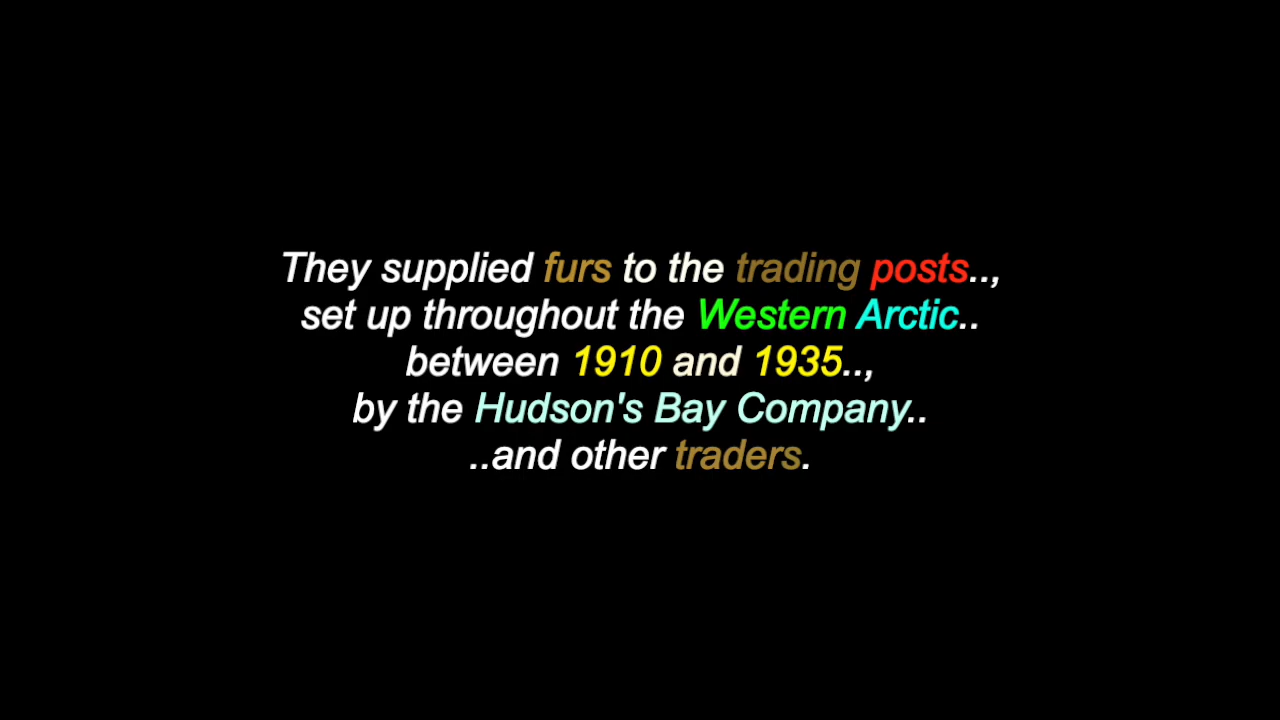 They supplied furs to the trading posts..,
set up throughout the Western Arctic..
between 1910 and 1935..,
by the Hudson's Bay Company..
..and other traders.